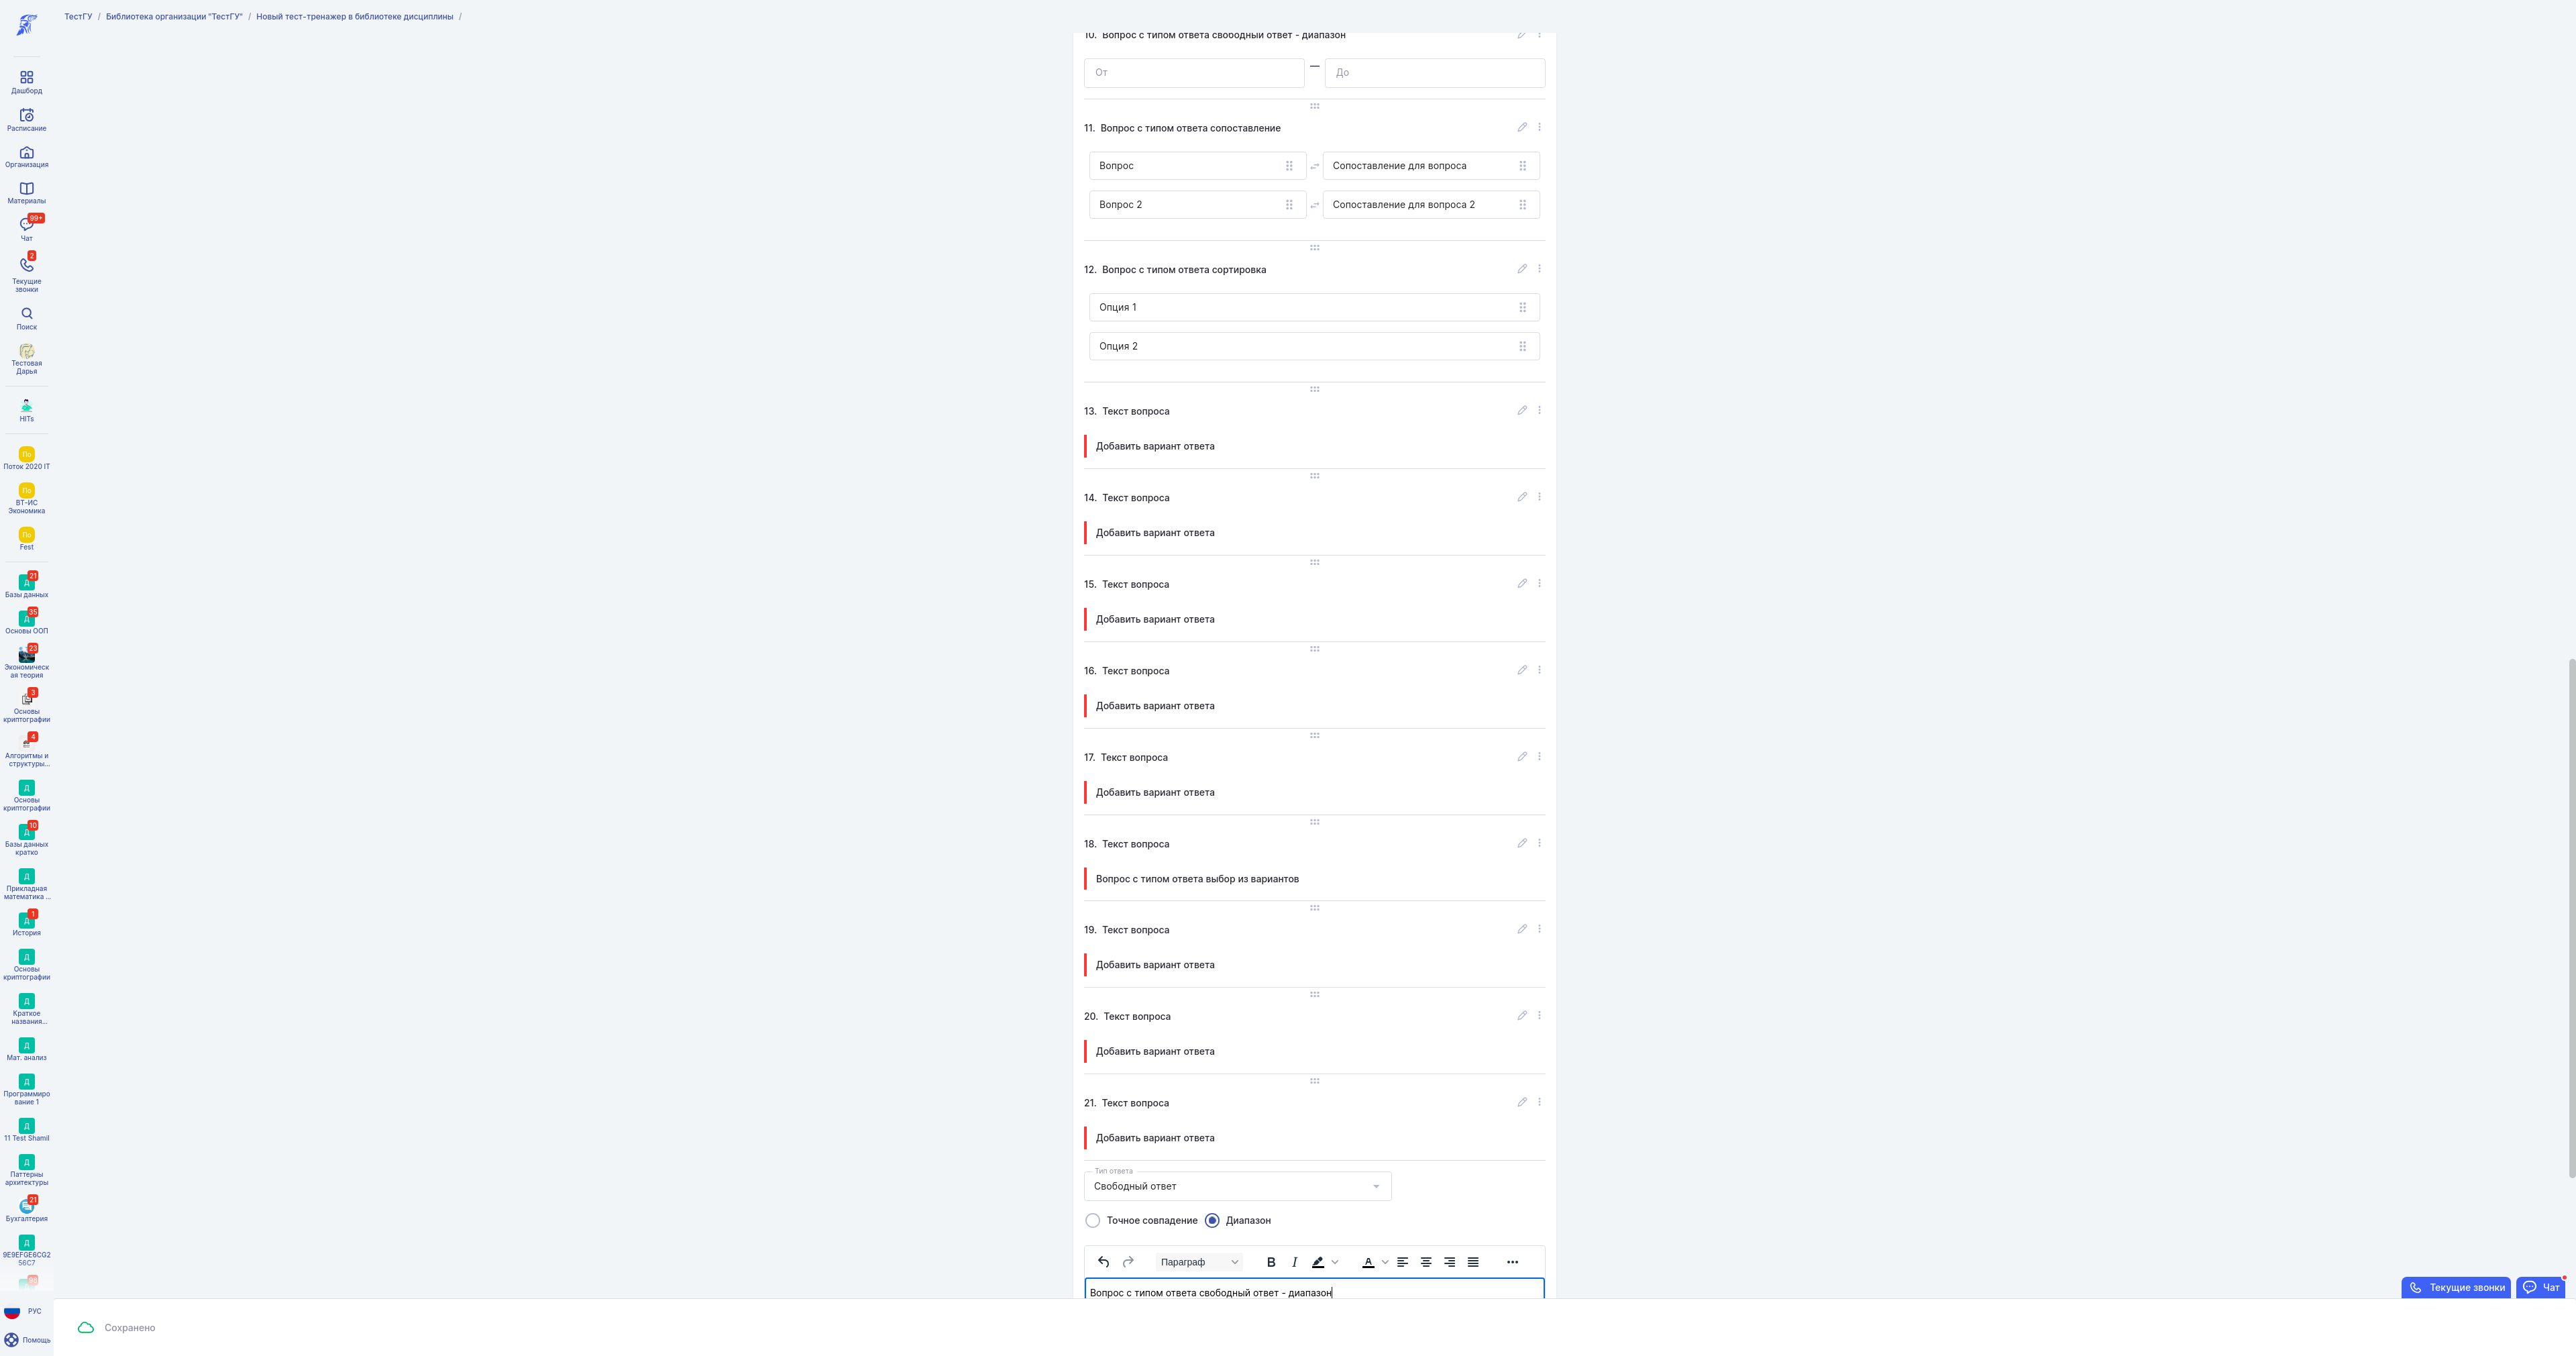 ТестГУ / Библиотека организации "ТестГУ" / Новый тест-тренажер в библиотеке дисциплины /
Дашборд
Расписание
Организация
Материалы
99+
Чат
2
Текущие
звонки
Поиск
Тестовая
Дарья
HITs
По
Поток 2020 IT
По
ВТ-ИС
Экономика
По
Fest
Д
21
Базы данных
Д
35
Основы ООП
23
Экономическ
ая теория
3
Основы
криптографии
4
Алгоритмы и
структуры...
Д
Основы
криптографии
Д
10
Базы данных
кратко
Д
Прикладная
математика ...
Д
1
История
Д
Основы
криптографии
Д
Краткое
названия...
Д
Мат. анализ
Д
Программиро
вание 1
Д
11 Test Shamil
Д
Паттерны
архитектуры
21
Бухгалтерия
Д
9E9EFGE6CG2
56C7
98
РУС
Помощь
10. Вопрос с типом ответа свободный ответ - диапазон
От — До
11. Вопрос с типом ответа сопоставление
Вопрос Сопоставление для вопроса
Вопрос 2 Сопоставление для вопроса 2
12. Вопрос с типом ответа сортировка
Опция 1
Опция 2
13. Текст вопроса
Добавить вариант ответа
14. Текст вопроса
Добавить вариант ответа
15. Текст вопроса
Добавить вариант ответа
16. Текст вопроса
Добавить вариант ответа
17. Текст вопроса
Добавить вариант ответа
18. Текст вопроса
Вопрос с типом ответа выбор из вариантов
19. Текст вопроса
Добавить вариант ответа
20. Текст вопроса
Добавить вариант ответа
21. Текст вопроса
Добавить вариант ответа
Тип ответа
Свободный ответ
Точное совпадение Диапазон
Параграф B I A
Вопрос с типом ответа свободный ответ - диапазон
Текущие звонки Чат
Сохранено